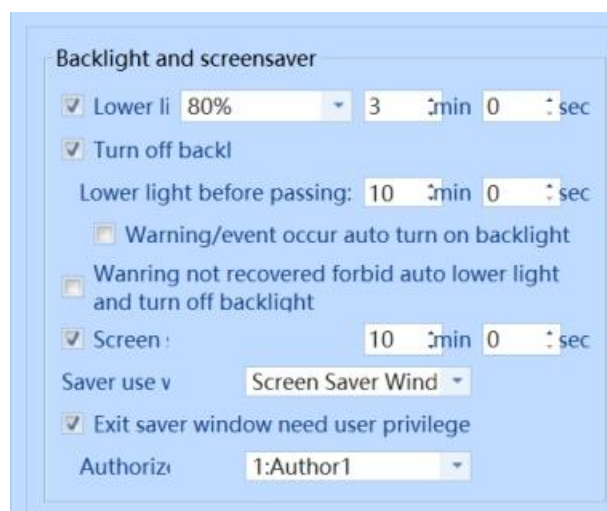 Backlight and screensaver
Lower li 80% 3 min 0 sec
Turn off backl
Lower light before passing: 10 min 0 sec
Warning/event occur auto turn on backlight
Wanring not recovered forbid auto lower light
and turn off backlight
Screen 10 min 0 sec
Saver use Screen Saver Wind
Exit saver window need user privilege
Authoriz 1:Author1